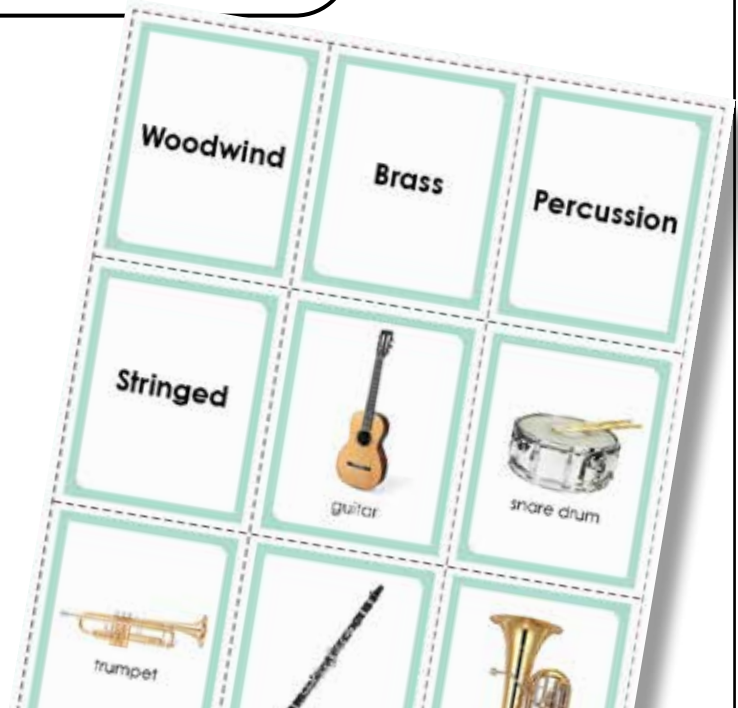 Woodwind
Brass
Percussion
Stringed
guitar
snare drum
trumpet